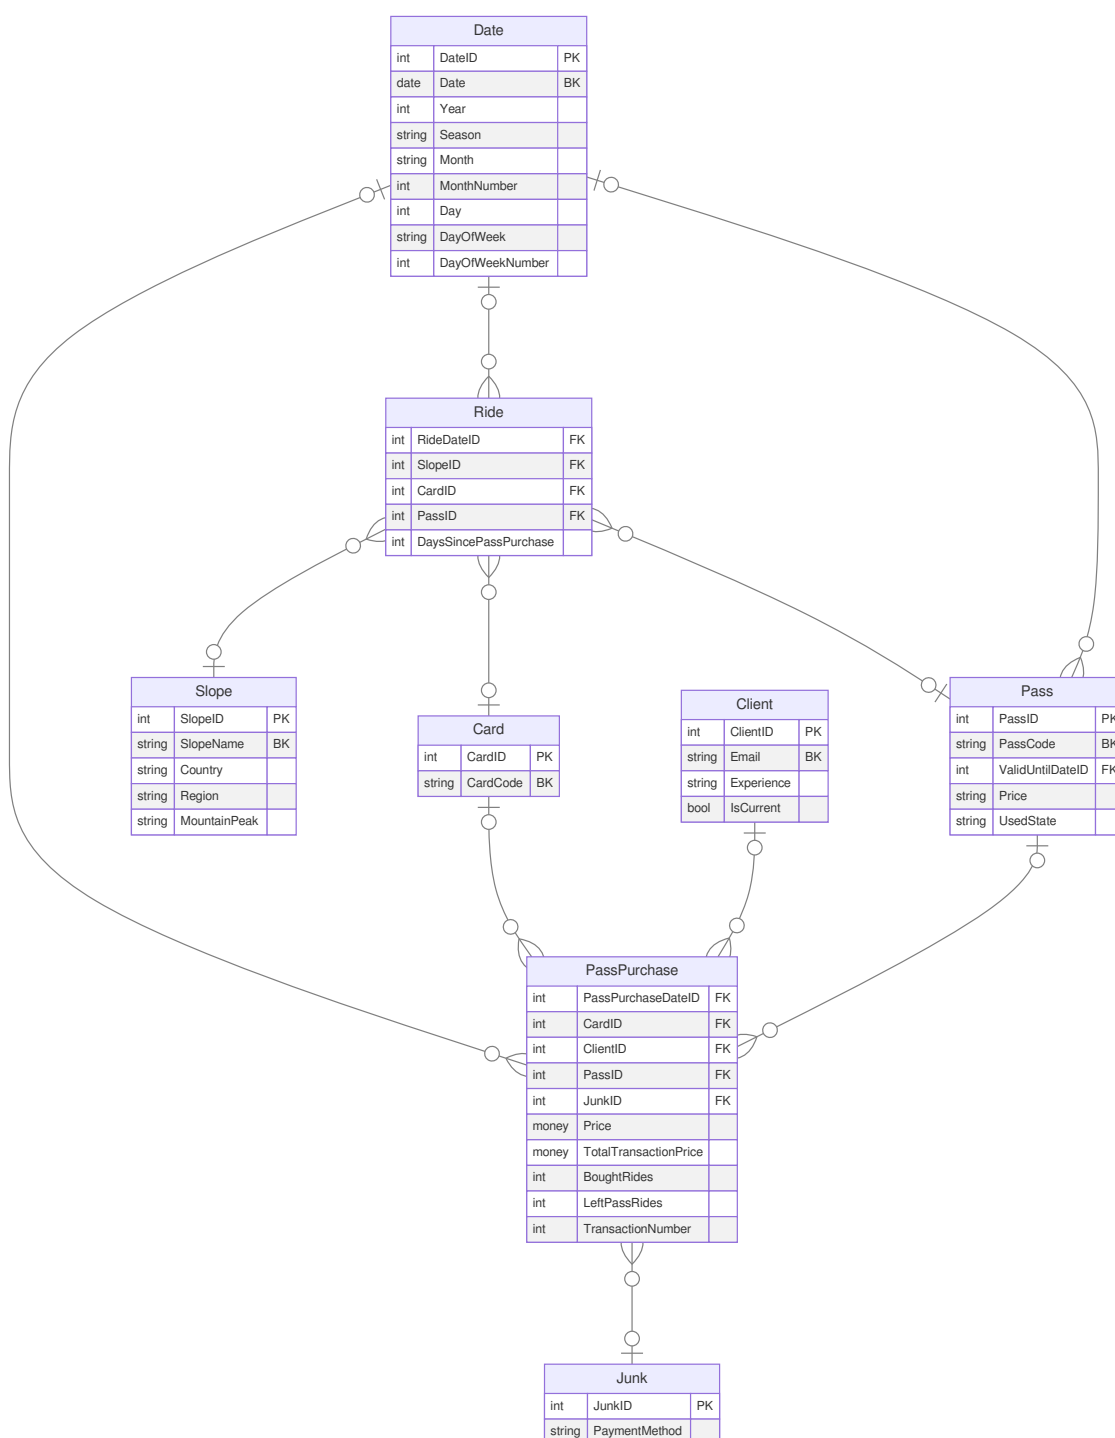 Date
int DateID PK
date Date BK
int Year
string Season
string Month
int MonthNumber
int Day
string DayOfWeek
int DayOfWeekNumber
Ride
int RideDateID FK
int SlopeID FK
int CardID FK
int PassID FK
int DaysSincePassPurchase
Slope
int SlopeID PK
string SlopeName BK
string Country
string Region
string MountainPeak
Card
int CardID PK
string CardCode BK
Client
int ClientID PK
string Email BK
string Experience
bool IsCurrent
Pass
int PassID PK
string PassCode BK
int ValidUntilDateID FK
string Price
string UsedState
PassPurchase
int PassPurchaseDateID FK
int CardID FK
int ClientID FK
int PassID FK
int JunkID FK
money Price
money TotalTransactionPrice
int BoughtRides
int LeftPassRides
int TransactionNumber
Junk
int JunkID PK
string PaymentMethod